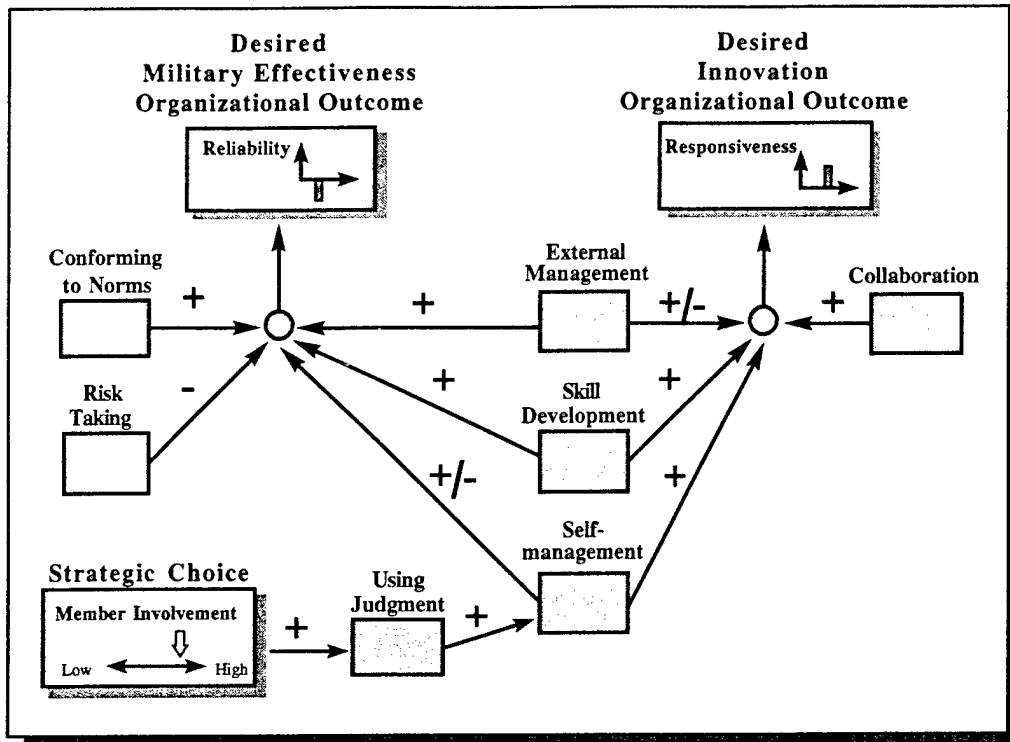 Desired
Military Effectiveness
Organizational Outcome
Reliability
Desired
Innovation
Organizational Outcome
Responsiveness
Conforming
to Norms
+
Risk
Taking
-
External
Management
+
+/-
Collaboration
+
Skill
Development
+
+
Self-
management
+/-
+
Strategic Choice
Member Involvement
Low
High
+
Using
Judgment
+